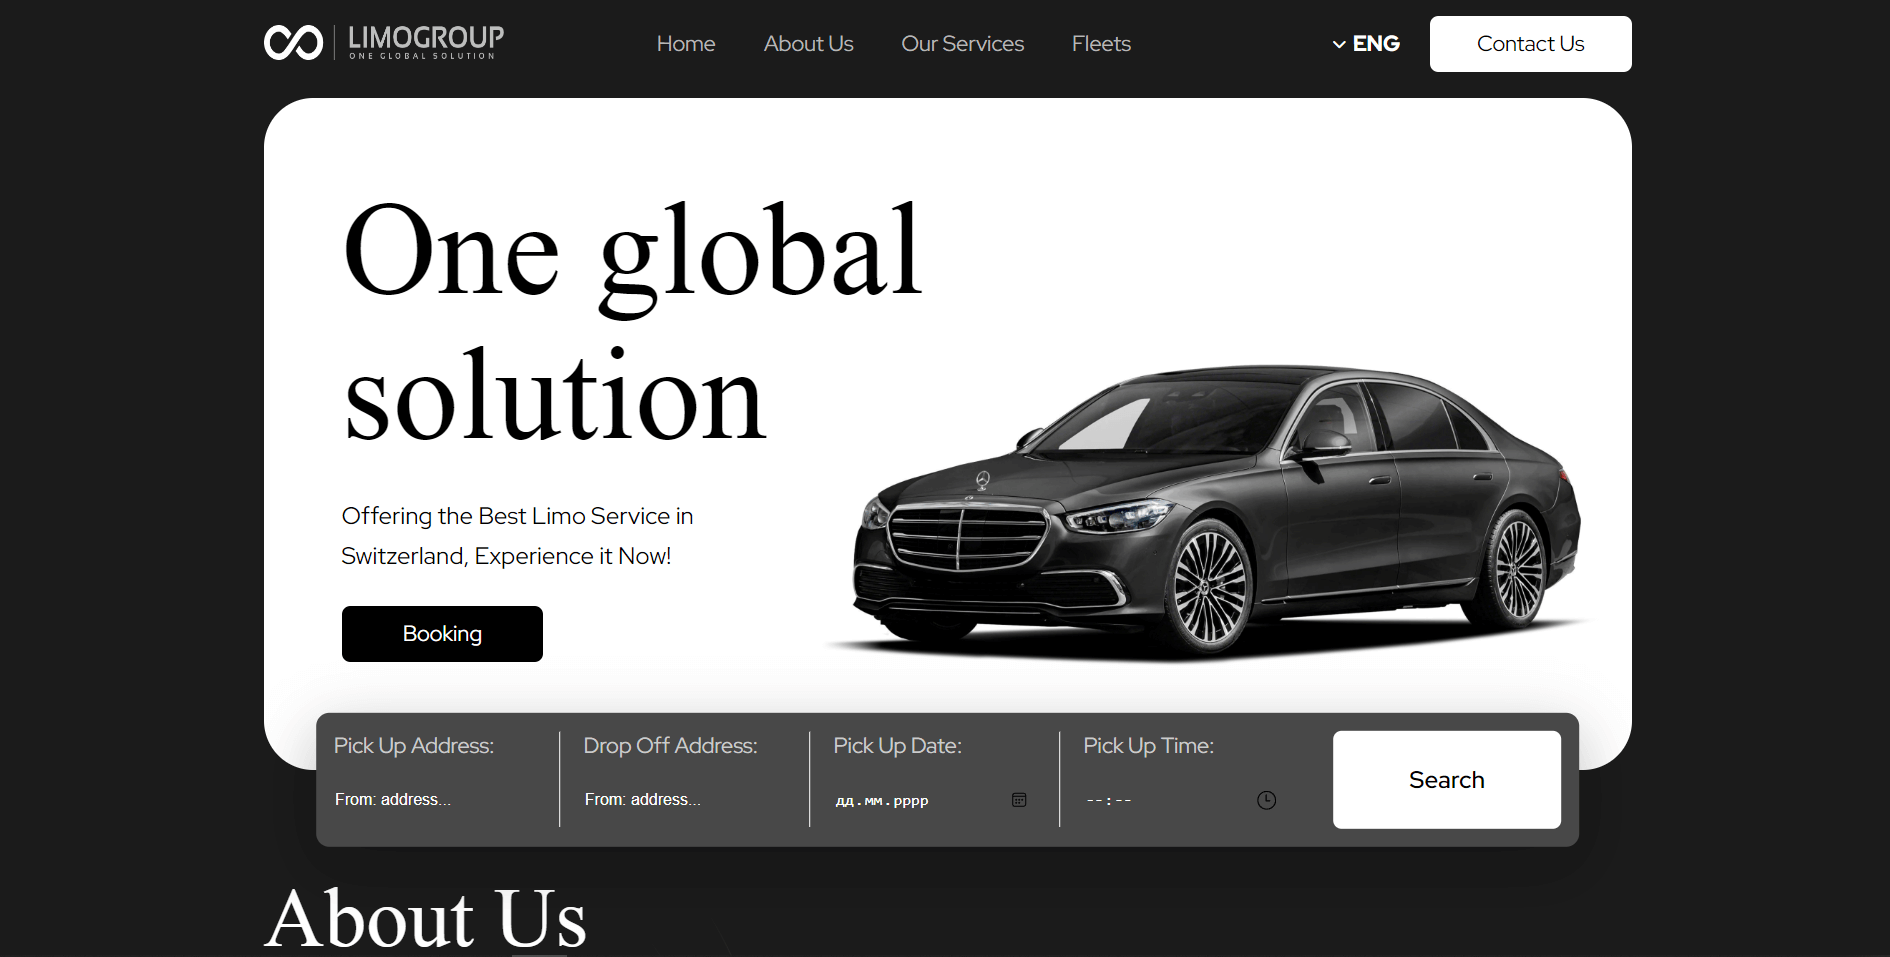 LIMOGROUP
ONE GLOBAL SOLUTION
Home
About Us
Our Services
Fleets
ENG
Contact Us
One global
solution
Offering the Best Limo Service in
Switzerland, Experience it Now!
Booking
Pick Up Address:
From: address...
Drop Off Address:
From: address...
Pick Up Date:
дд.мм.рррр
Pick Up Time:
--:--
Search
About Us